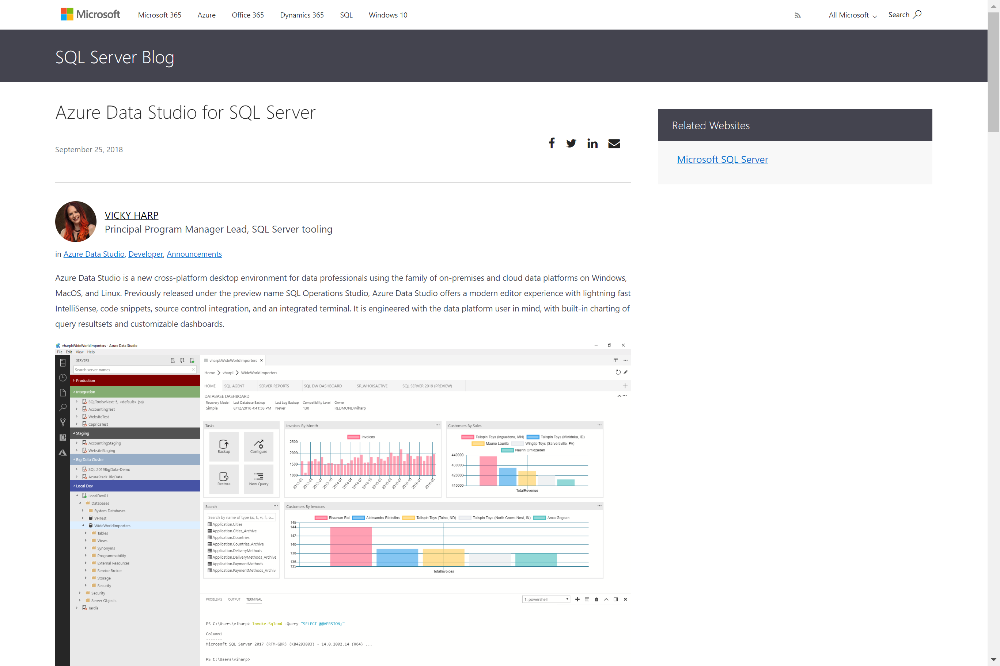 Microsoft Microsoft 365 Azure Office 365 Dynamics 365 SQL Windows 10 All Microsoft Search
SQL Server Blog
Azure Data Studio for SQL Server
September 25, 2018
Related Websites
Microsoft SQL Server
VICKY HARP
Principal Program Manager Lead, SQL Server tooling
in Azure Data Studio, Developer, Announcements
Azure Data Studio is a new cross-platform desktop environment for data professionals using the family of on-premises and cloud data platforms on Windows,
MacOS, and Linux. Previously released under the preview name SQL Operations Studio, Azure Data Studio offers a modern editor experience with lightning fast
IntelliSense, code snippets, source control integration, and an integrated terminal. It is engineered with the data platform user in mind, with built-in charting of
query resultsets and customizable dashboards.
vharpl:WideWorldImporters - Azure Data Studio
File Edit View Help
SERVERS
Search server names
Production
Integration
SQLToolsvNext-5, <default> (sa)
AccountingTest
WebsiteTest
CapricaTest
Staging
AccountingStaging
WebsiteStaging
Big Data Cluster
SQL 2019BigData-Demo
AzureStack-BigData
Local Dev
LocalDev01
Databases
System Databases
VHTest
WideWorldImporters
Tables
Views
Synonyms
Programmability
External Resources
Service Broker
Storage
Security
Security
Server Objects
Tardis
vharpl:WideWorldImporters
Home vharpl WideWorldImporters
HOME SQL AGENT SERVER REPORTS SQL DW DASHBOARD SP_WHOISACTIVE SQL SERVER 2019 (PREVIEW)
DATABASE DASHBOARD
Recovery Model Last Database Backup Last Log Backup Compatibility Level Owner
Simple 8/12/2016 4:41:58 PM Never 130 REDMOND\viharp
Tasks
Backup Configure
Restore New Query
Invoices By Month
Invoices
2500
2000
1500
1000
2013-01 2013-04 2013-07 2013-10 2014-01 2014-04 2014-07 2014-10 2015-01 2015-04 2015-07 2015-10 2016-01 2016-05
Customers By Sales
Tailspin Toys (Inguadona, MN) Tailspin Toys (Minidoka, ID)
Mauno Laurila Wingtip Toys (Sarversville, PA)
Nasrin Omidzadeh
440000
430000
420000
410000
TotalRevenue
Search
Search by name of type (a:, t:, v:, f:, o...
Application.Cities
Application.Cities_Archive
Application.Countries
Application.Countries_Archive
Application.DeliveryMethods
Application.DeliveryMethods_Archive
Application.PaymentMethods
Application.PaymentMethods_Archiv
Customers By Invoices
Bhaavan Rai Aleksandrs Riekstins Tailspin Toys (Tolna, ND) Tailspin Toys (North Crows Nest, IN) Anca Gogean
145
144
142
140
138
136
135
TotalInvoices
PROBLEMS OUTPUT TERMINAL
1: powershell
PS C:\Users\viharp> Invoke-Sqlcmd -Query "SELECT @@VERSION;"
Column1
-------
Microsoft SQL Server 2017 (RTM-GDR) (KB4293803) - 14.0.2002.14 (X64) ...
PS C:\Users\viharp>